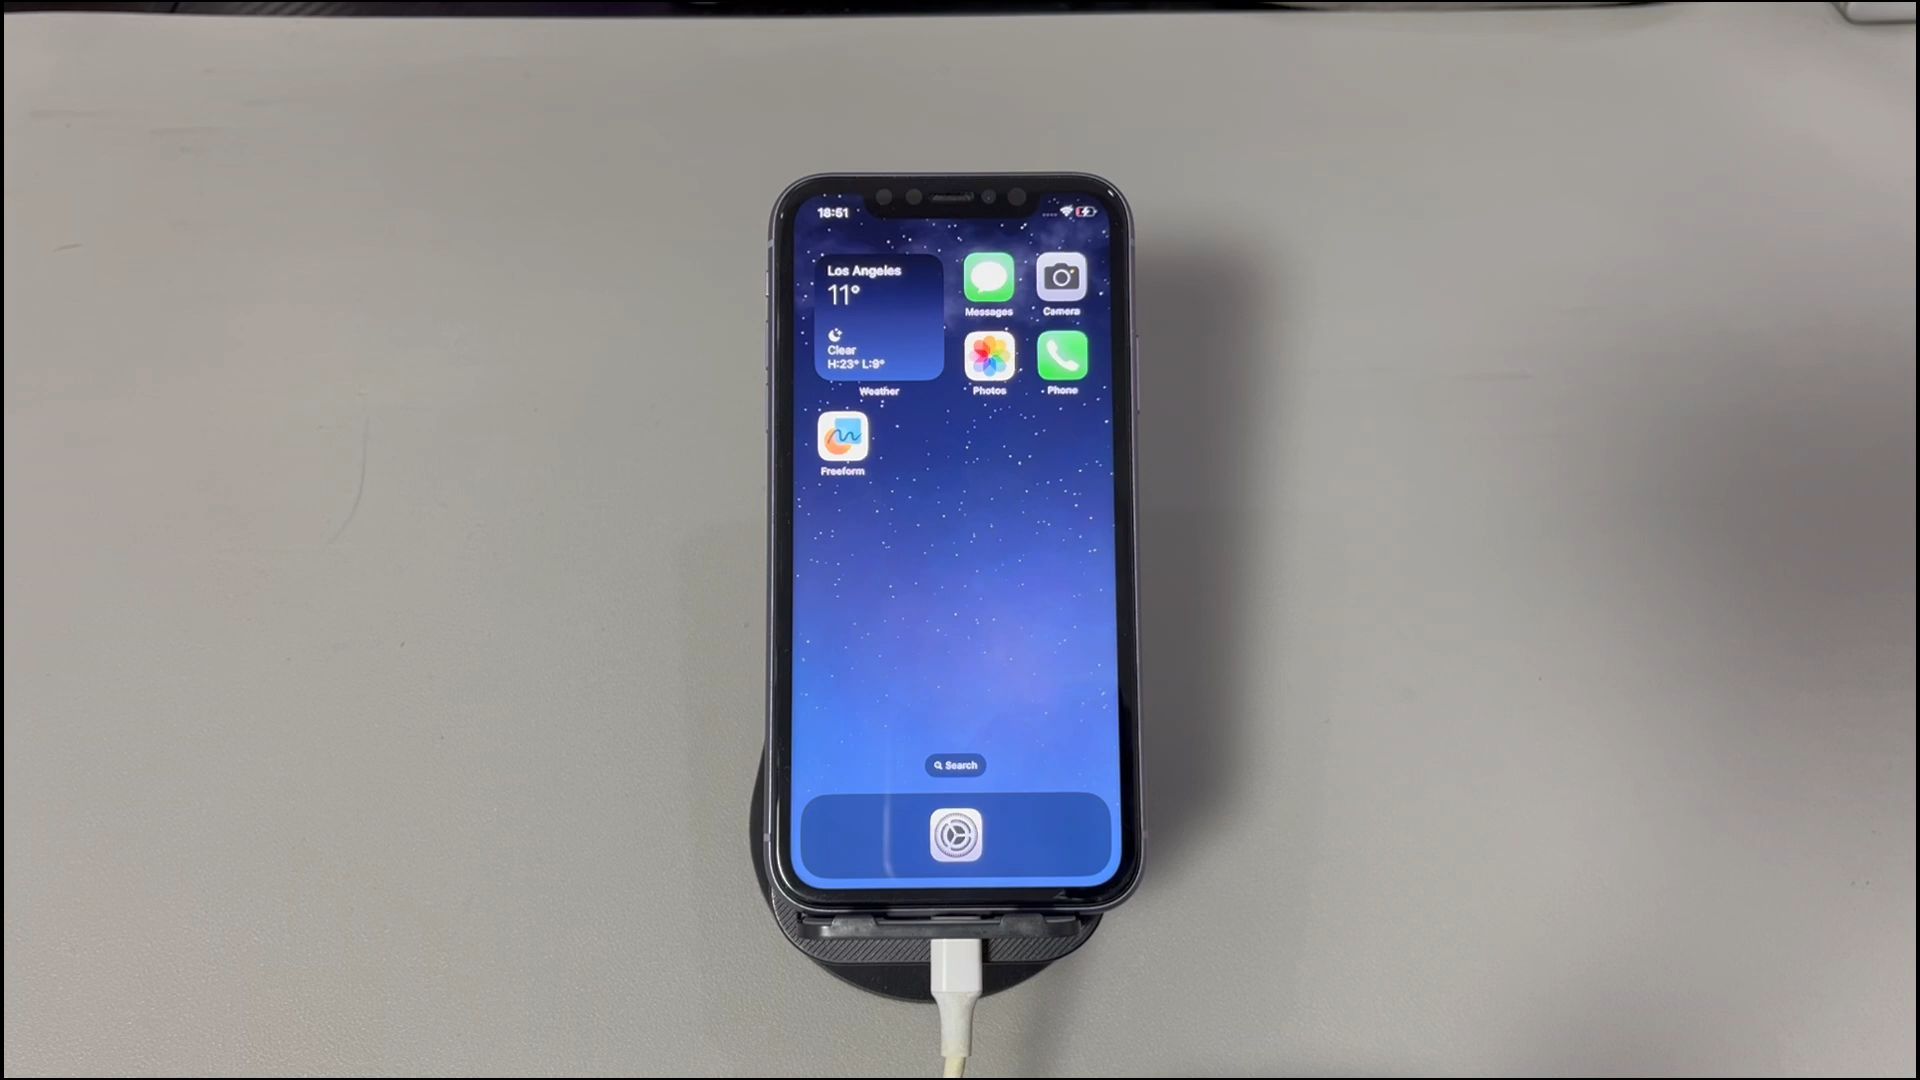 18:51
Los Angeles
11°
Clear
H:23° L:9°
Weather
Messages
Camera
Photos
Phone
Freeform
Search